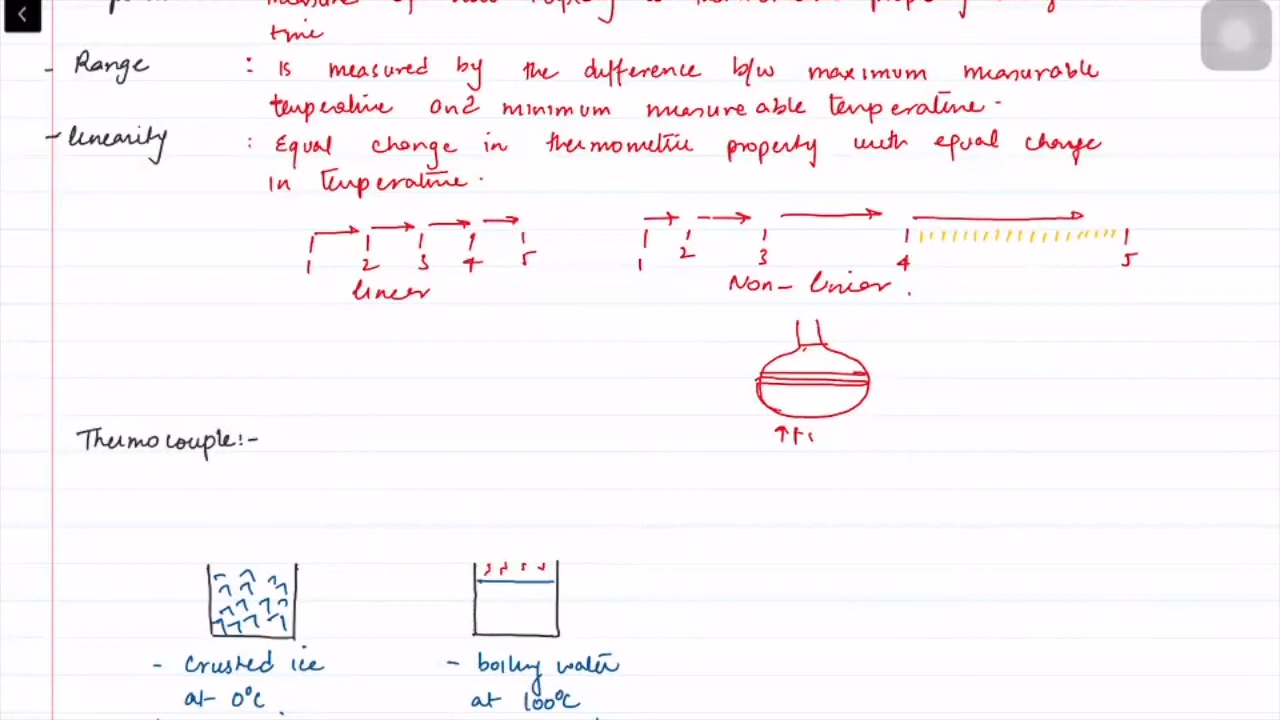 time
- Range : is measured by the difference b/w maximum measurable
temperature and minimum measureable temperature.
- linearity : Equal change in thermometric property with equal change
in temperature.
1 2 3 4 5
linear
1 2 3 4 5
Non-linear.
Thermocouple:-
- crusted ice
at 0°C
- boiling water
at 100°C